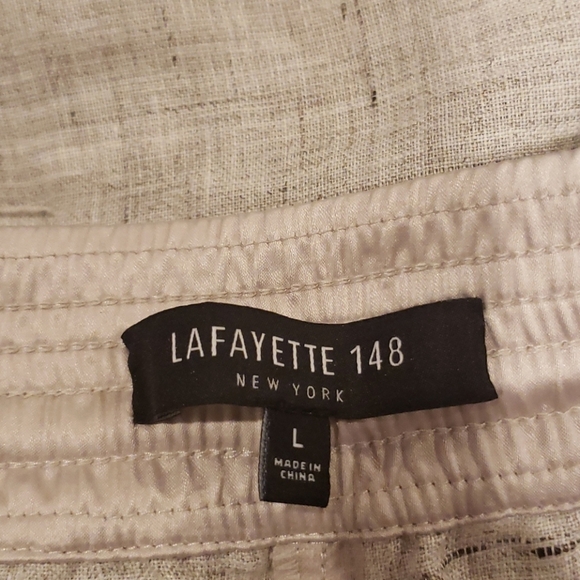 LAFAYETTE 148
NEW YORK
L
MADE IN
CHINA